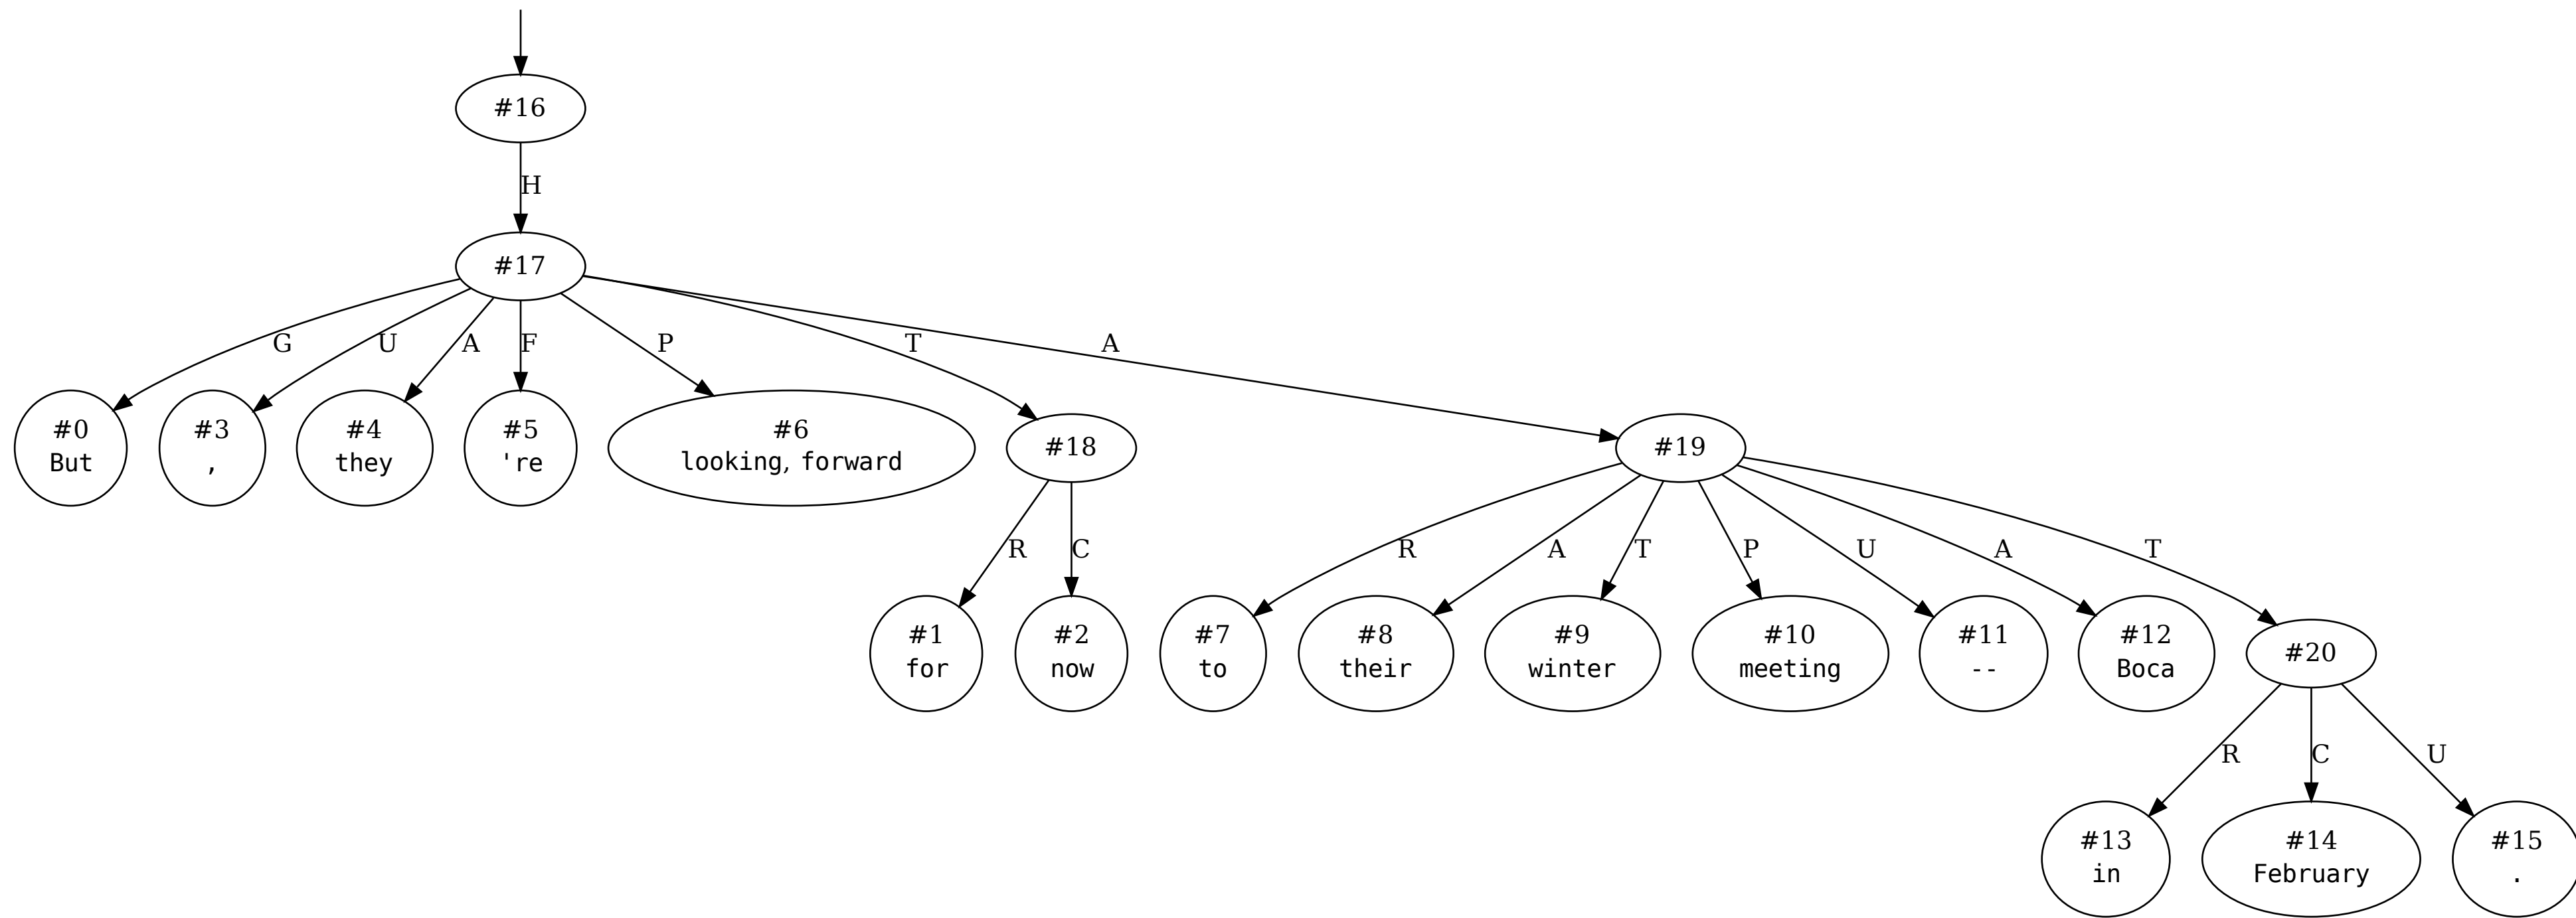 #16
H
#17
G U A F P T A
#0 #3 #4 #5 #6 #18 #19
But , they 're looking, forward
R C R A T P U A T
#1 #2 #7 #8 #9 #10 #11 #12 #20
for now to their winter meeting -- Boca
R C U
#13 #14 #15
in February .